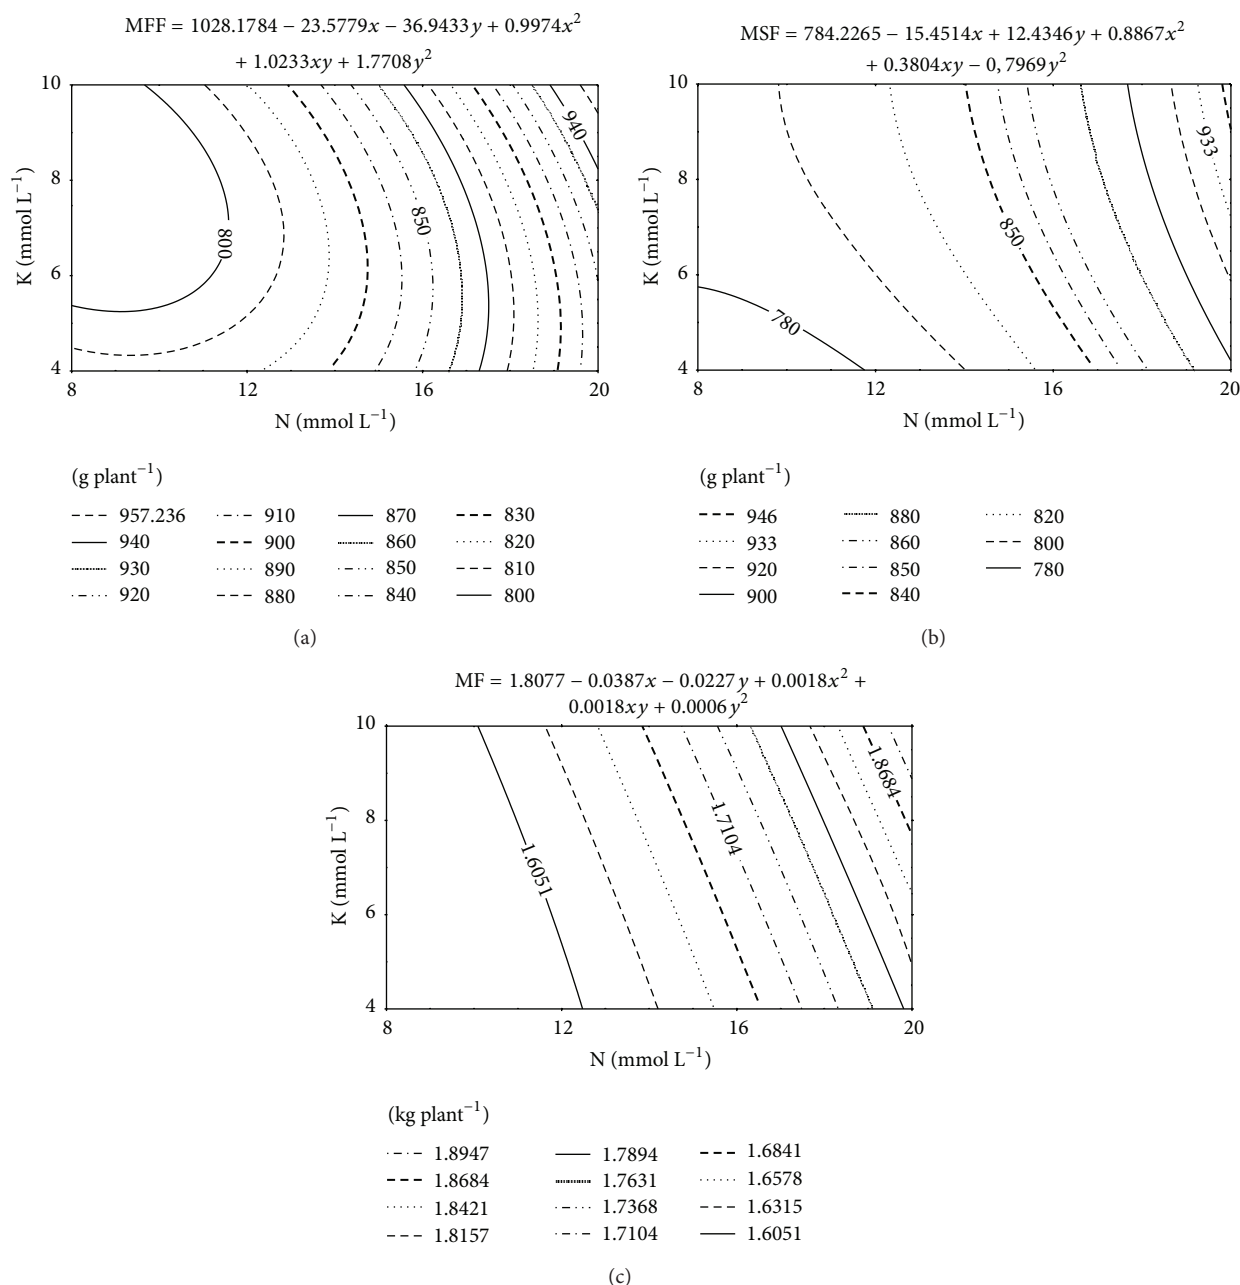 MFF = 1028.1784 − 23.5779x − 36.9433y + 0.9974x²
+ 1.0233xy + 1.7708y²
10
8
6
4
K (mmol L⁻¹)
800
850
940
8 12 16 20
N (mmol L⁻¹)
(g plant⁻¹)
957.236 910 870 830
940 900 860 820
930 890 850 810
920 880 840 800
(a)
MSF = 784.2265 − 15.4514x + 12.4346y + 0.8867x²
+ 0.3804xy − 0,7969y²
10
8
6
4
K (mmol L⁻¹)
933
850
780
8 12 16 20
N (mmol L⁻¹)
(g plant⁻¹)
946 880 820
933 860 800
920 850 780
900 840
(b)
MF = 1.8077 − 0.0387x − 0.0227y + 0.0018x² +
0.0018xy + 0.0006y²
10
8
6
4
K (mmol L⁻¹)
1.8684
1.7104
1.6051
8 12 16 20
N (mmol L⁻¹)
(kg plant⁻¹)
1.8947 1.7894 1.6841
1.8684 1.7631 1.6578
1.8421 1.7368 1.6315
1.8157 1.7104 1.6051
(c)